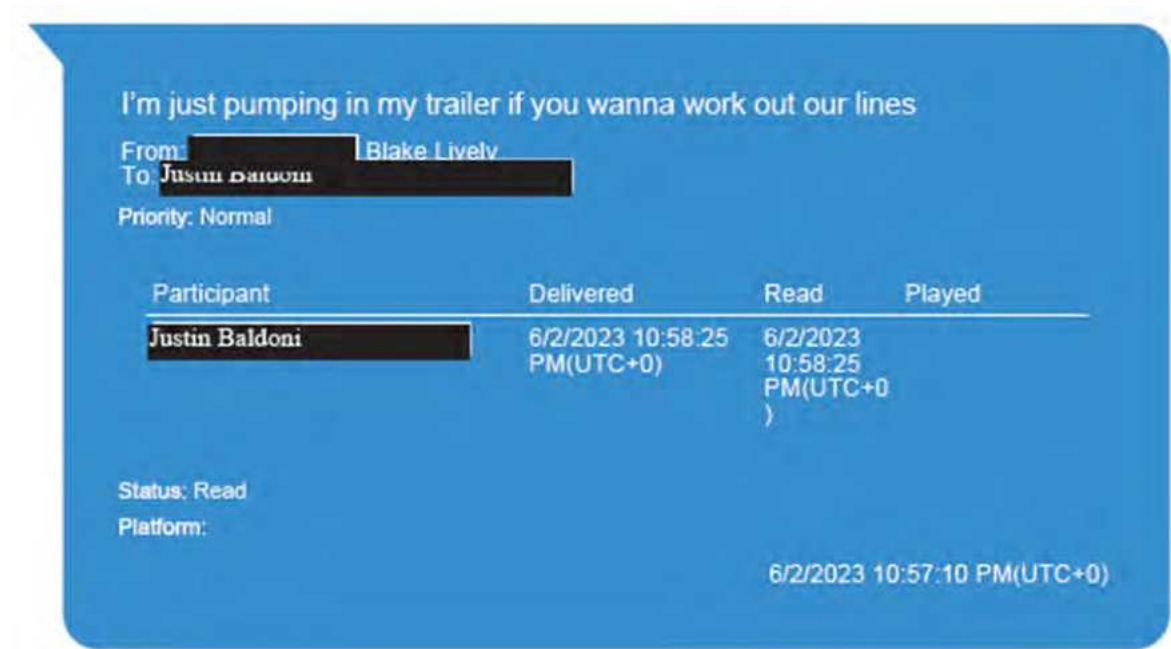 I'm just pumping in my trailer if you wanna work out our lines
From: Blake Lively
To: Justin Baldoni
Priority: Normal
Participant Delivered Read Played
Justin Baldoni 6/2/2023 10:58:25 6/2/2023
PM(UTC+0) 10:58:25
PM(UTC+0
)
Status: Read
Platform:
6/2/2023 10:57:10 PM(UTC+0)